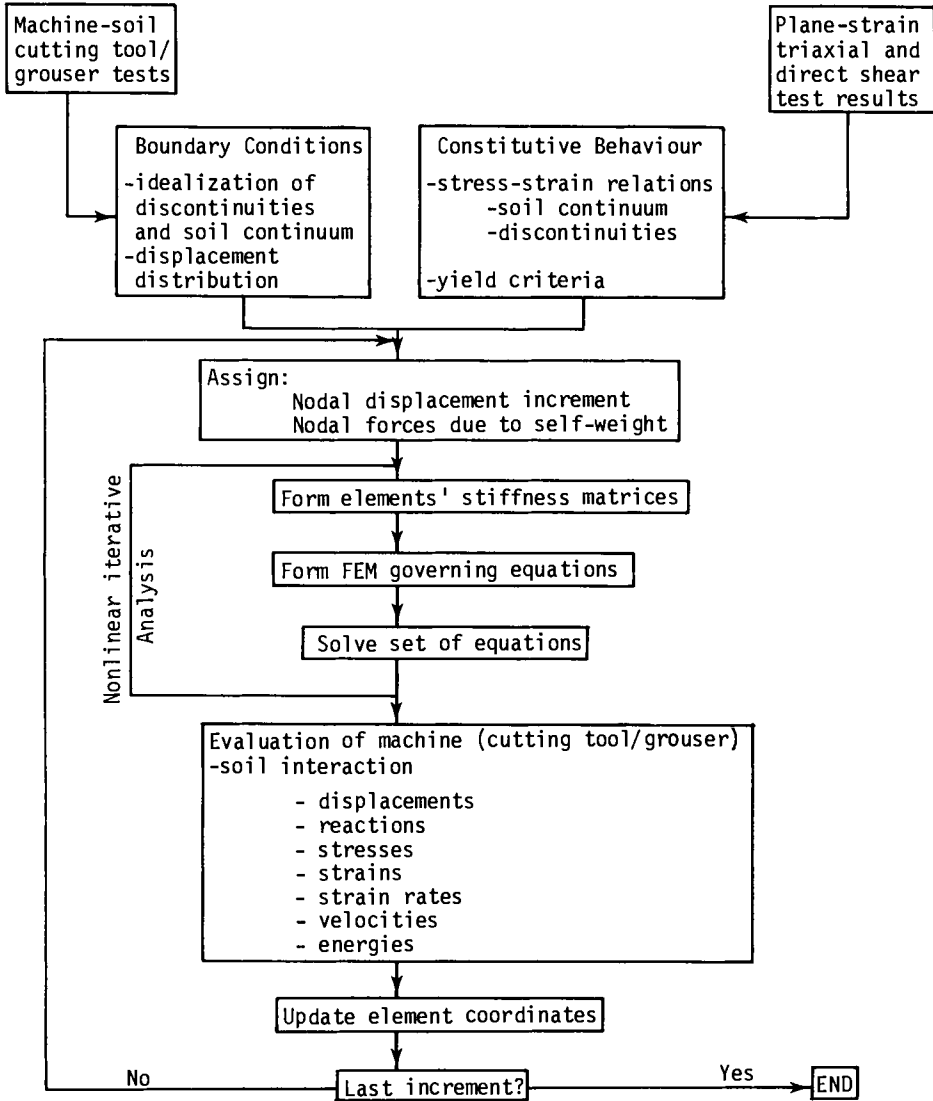 Machine-soil
cutting tool/
grouser tests
Plane-strain
triaxial and
direct shear
test results
Boundary Conditions
-idealization of
discontinuities
and soil continuum
-displacement
distribution
Constitutive Behaviour
-stress-strain relations
-soil continuum
-discontinuities
-yield criteria
Assign:
Nodal displacement increment
Nodal forces due to self-weight
Nonlinear iterative
Analysis
Form elements' stiffness matrices
Form FEM governing equations
Solve set of equations
Evaluation of machine (cutting tool/grouser)
-soil interaction
- displacements
- reactions
- stresses
- strains
- strain rates
- velocities
- energies
Update element coordinates
No
Last increment?
Yes
END